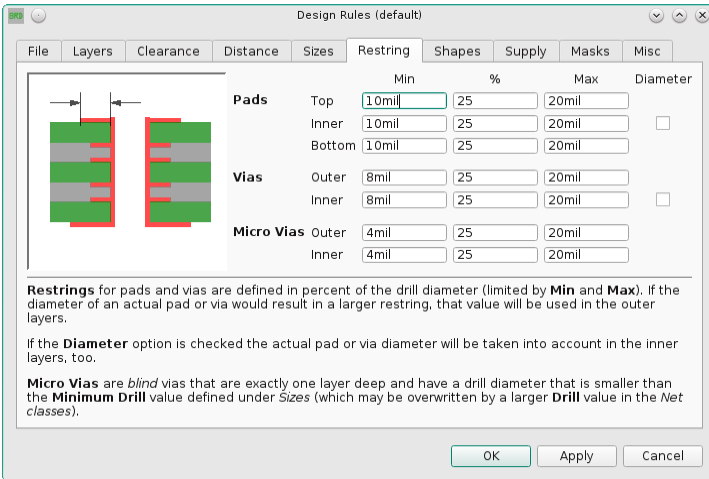 BRD
Design Rules (default)
File Layers Clearance Distance Sizes Restring Shapes Supply Masks Misc
Min % Max Diameter
Pads Top 10mil 25 20mil
Inner 10mil 25 20mil
Bottom 10mil 25 20mil
Vias Outer 8mil 25 20mil
Inner 8mil 25 20mil
Micro Vias Outer 4mil 25 20mil
Inner 4mil 25 20mil
Restrings for pads and vias are defined in percent of the drill diameter (limited by Min and Max). If the
diameter of an actual pad or via would result in a larger restring, that value will be used in the outer
layers.
If the Diameter option is checked the actual pad or via diameter will be taken into account in the inner
layers, too.
Micro Vias are blind vias that are exactly one layer deep and have a drill diameter that is smaller than
the Minimum Drill value defined under Sizes (which may be overwritten by a larger Drill value in the Net
classes).
OK Apply Cancel